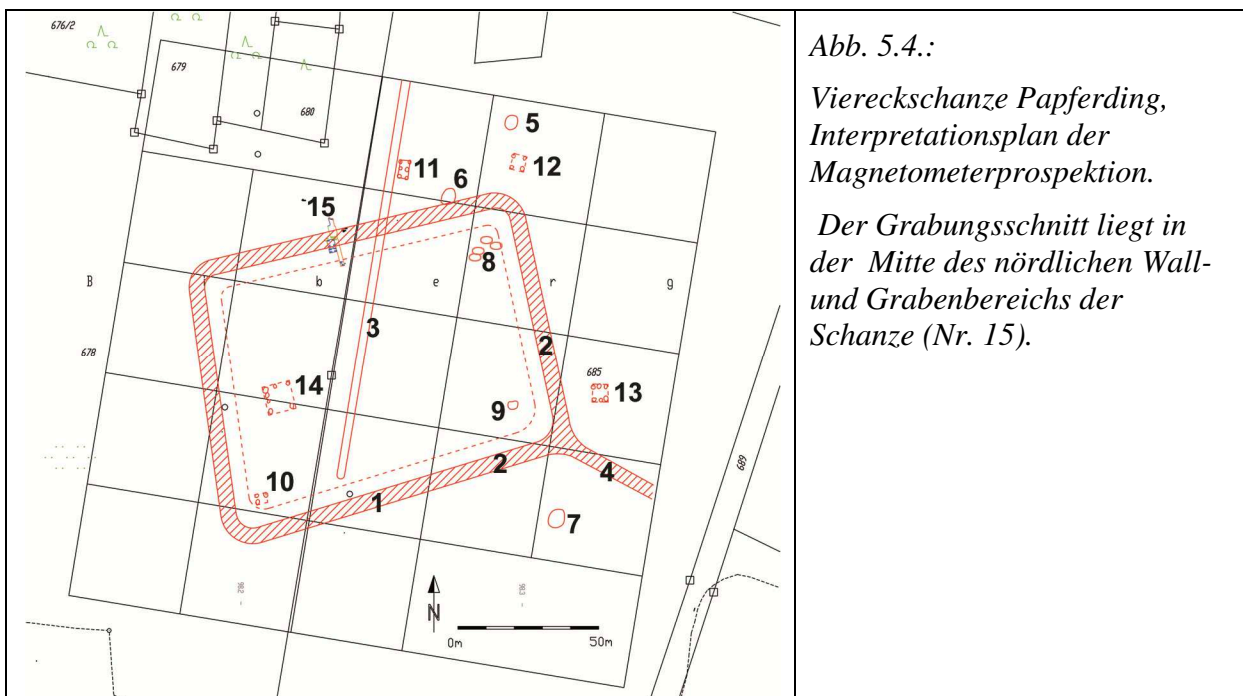 676/2
679
680
5
11
12
6
15
8
B
b
e
r
g
3
2
678
685
14
13
9
2
4
689
10
1
7
982
983
N
0m
50m
Abb. 5.4.:
Viereckschanze Papferding,
Interpretationsplan der
Magnetometerprospektion.
Der Grabungsschnitt liegt in
der Mitte des nördlichen Wall-
und Grabenbereichs der
Schanze (Nr. 15).